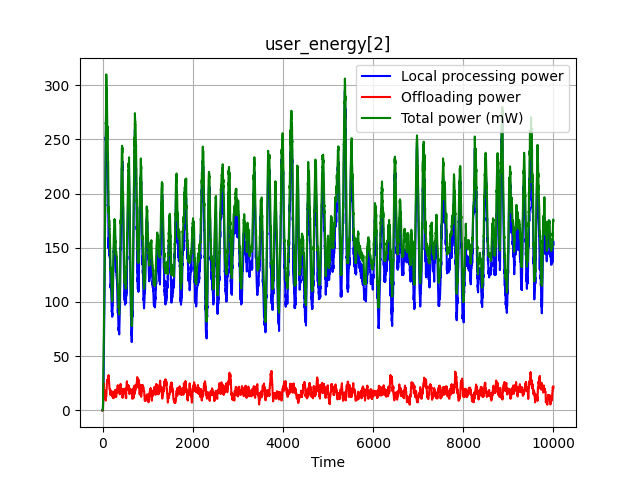 user_energy[2]
Local processing power
Offloading power
Total power (mW)
300
250
200
150
100
50
0
0 2000 4000 6000 8000 10000
Time